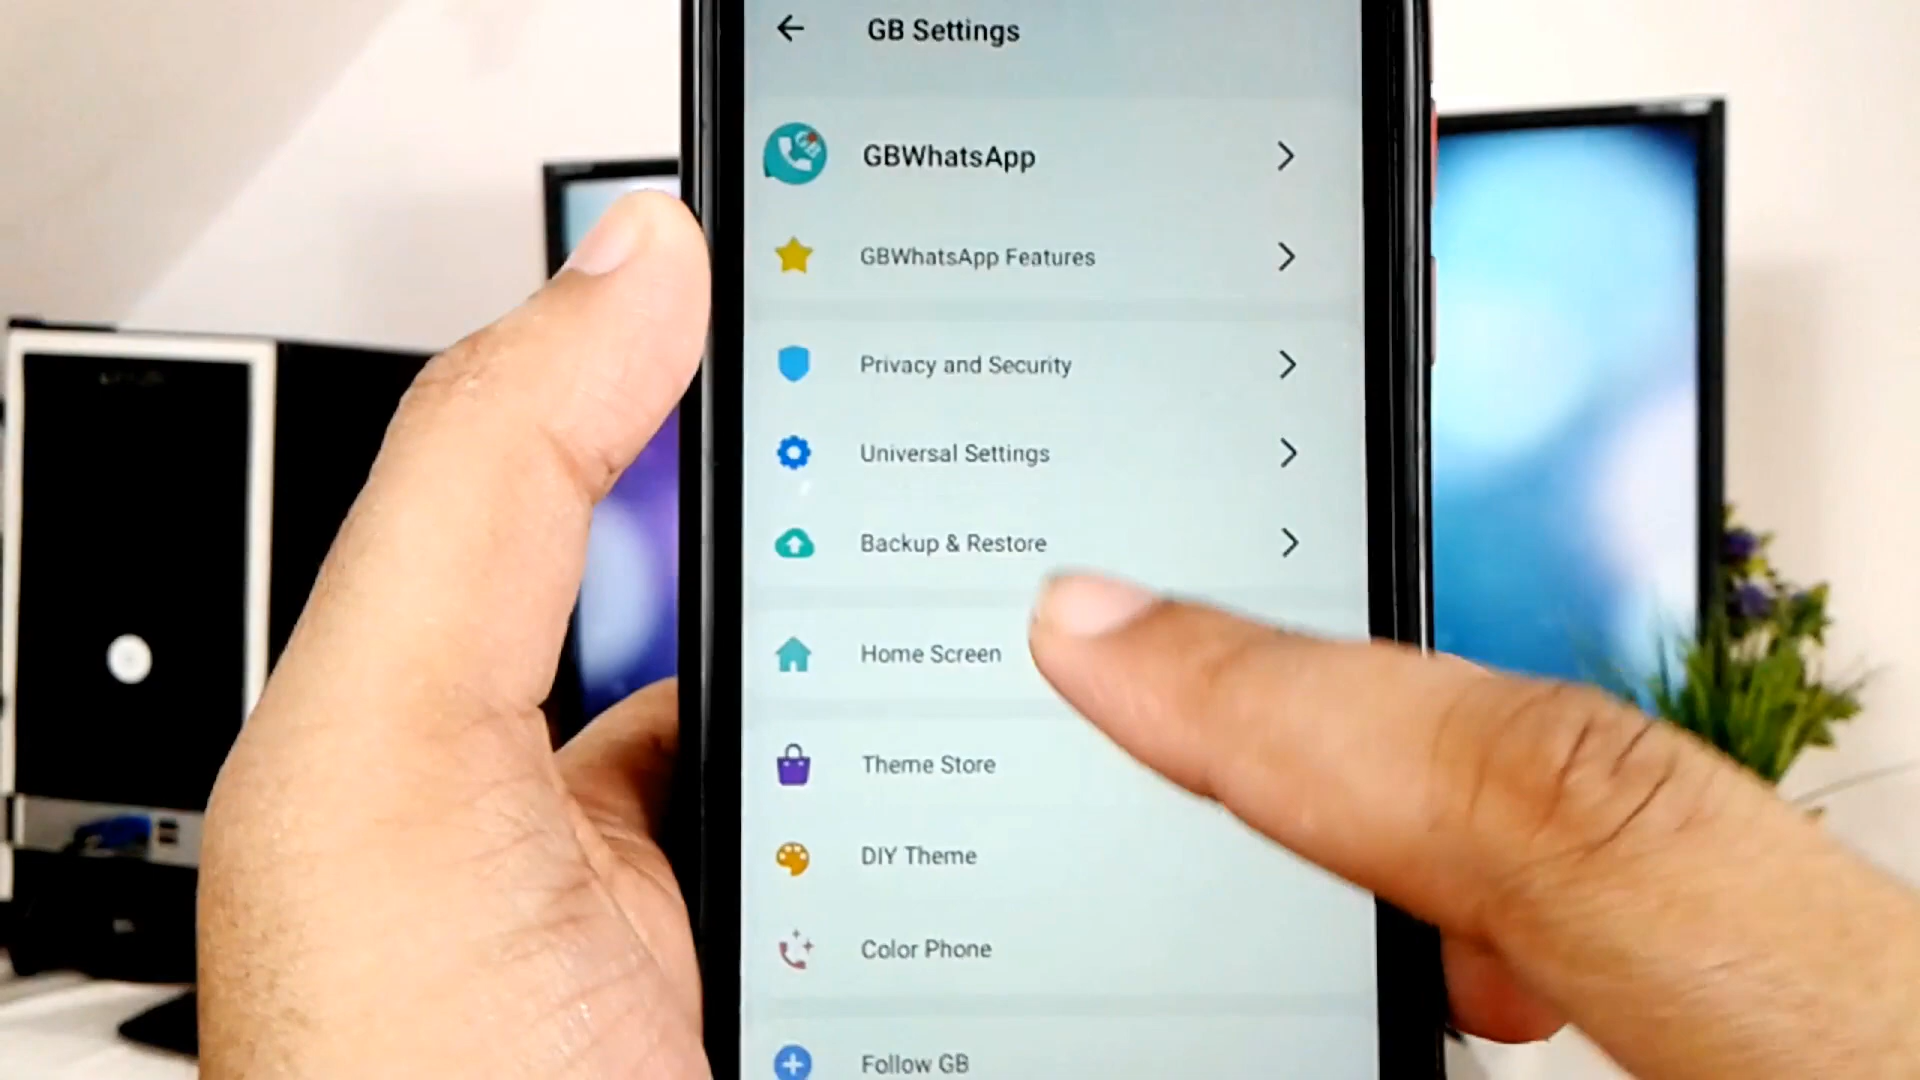 GB Settings
GBWhatsApp
GBWhatsApp Features
Privacy and Security
Universal Settings
Backup & Restore
Home Screen
Theme Store
DIY Theme
Color Phone
Follow GB